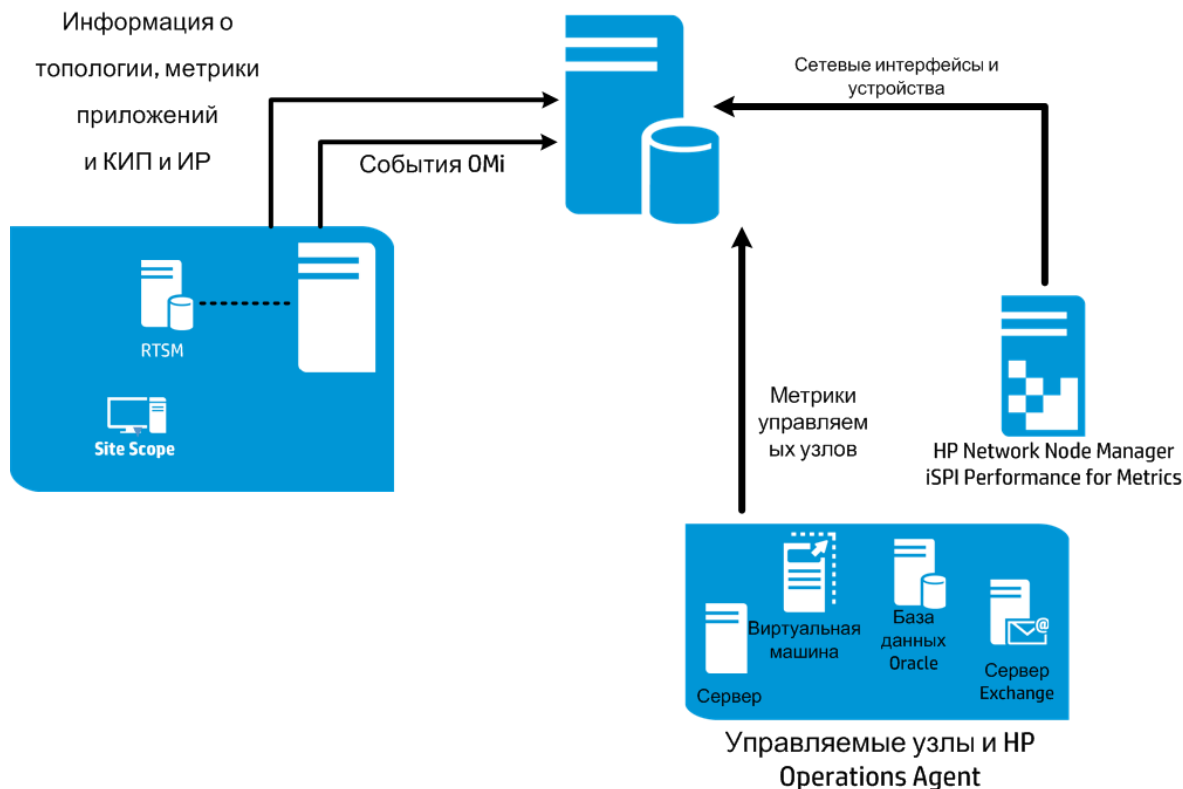 Информация о
топологии, метрики
приложений
и КИП и ИР
События OMi
Сетевые интерфейсы и
устройства
RTSM
Site Scope
Метрики
управляем
ых узлов
HP Network Node Manager
iSPI Performance for Metrics
Сервер
Виртуальная
машина
База
данных
Oracle
Сервер
Exchange
Управляемые узлы и HP
Operations Agent